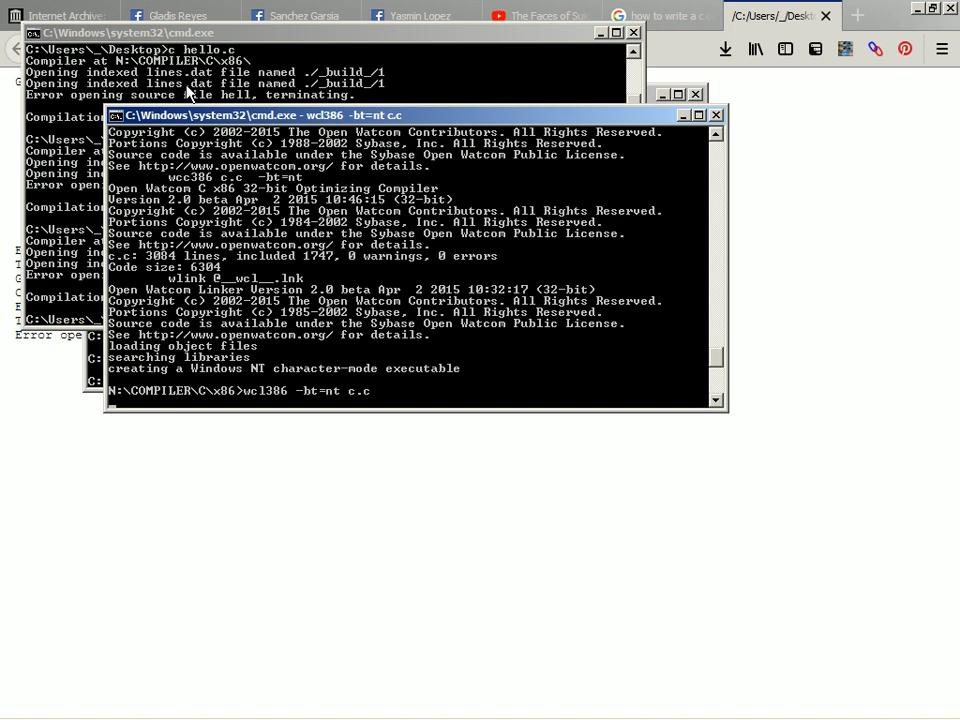 Internet Archive:
Gladis Reyes
Sanchez Garsia
Yasmin Lopez
The Faces of Sui
how to write a c
/C:/Users/_/Deskto
C:\Windows\system32\cmd.exe
C:\Users\_\Desktop>c hello.c
Compiler at N:\COMPILER\C\x86\
Opening indexed lines.dat file named ./_build_/1
Opening indexed lines.dat file named ./_build_/1
Error opening source file hell, terminating.
Compilation
C:\Users\_\
Compiler at
Opening ind
Opening ind
Error open
Compilation
C:\Users\_\
Compiler at
Opening ind
Opening ind
Error open
Compilation
C:\Users\_\
Error ope
C:
C:
C:
C:\Windows\system32\cmd.exe - wcl386 -bt=nt c.c
Copyright (c) 2002-2015 The Open Watcom Contributors. All Rights Reserved.
Portions Copyright (c) 1988-2002 Sybase, Inc. All Rights Reserved.
Source code is available under the Sybase Open Watcom Public License.
See http://www.openwatcom.org/ for details.
wcc386 c.c -bt=nt
Open Watcom C x86 32-bit Optimizing Compiler
Version 2.0 beta Apr 2 2015 10:46:15 (32-bit)
Copyright (c) 2002-2015 The Open Watcom Contributors. All Rights Reserved.
Portions Copyright (c) 1984-2002 Sybase, Inc. All Rights Reserved.
Source code is available under the Sybase Open Watcom Public License.
See http://www.openwatcom.org/ for details.
c.c: 3084 lines, included 1747, 0 warnings, 0 errors
Code size: 6304
wlink @__wcl__.lnk
Open Watcom Linker Version 2.0 beta Apr 2 2015 10:32:17 (32-bit)
Copyright (c) 2002-2015 The Open Watcom Contributors. All Rights Reserved.
Portions Copyright (c) 1985-2002 Sybase, Inc. All Rights Reserved.
Source code is available under the Sybase Open Watcom Public License.
See http://www.openwatcom.org/ for details.
loading object files
searching libraries
creating a Windows NT character-mode executable
N:\COMPILER\C\x86>wcl386 -bt=nt c.c